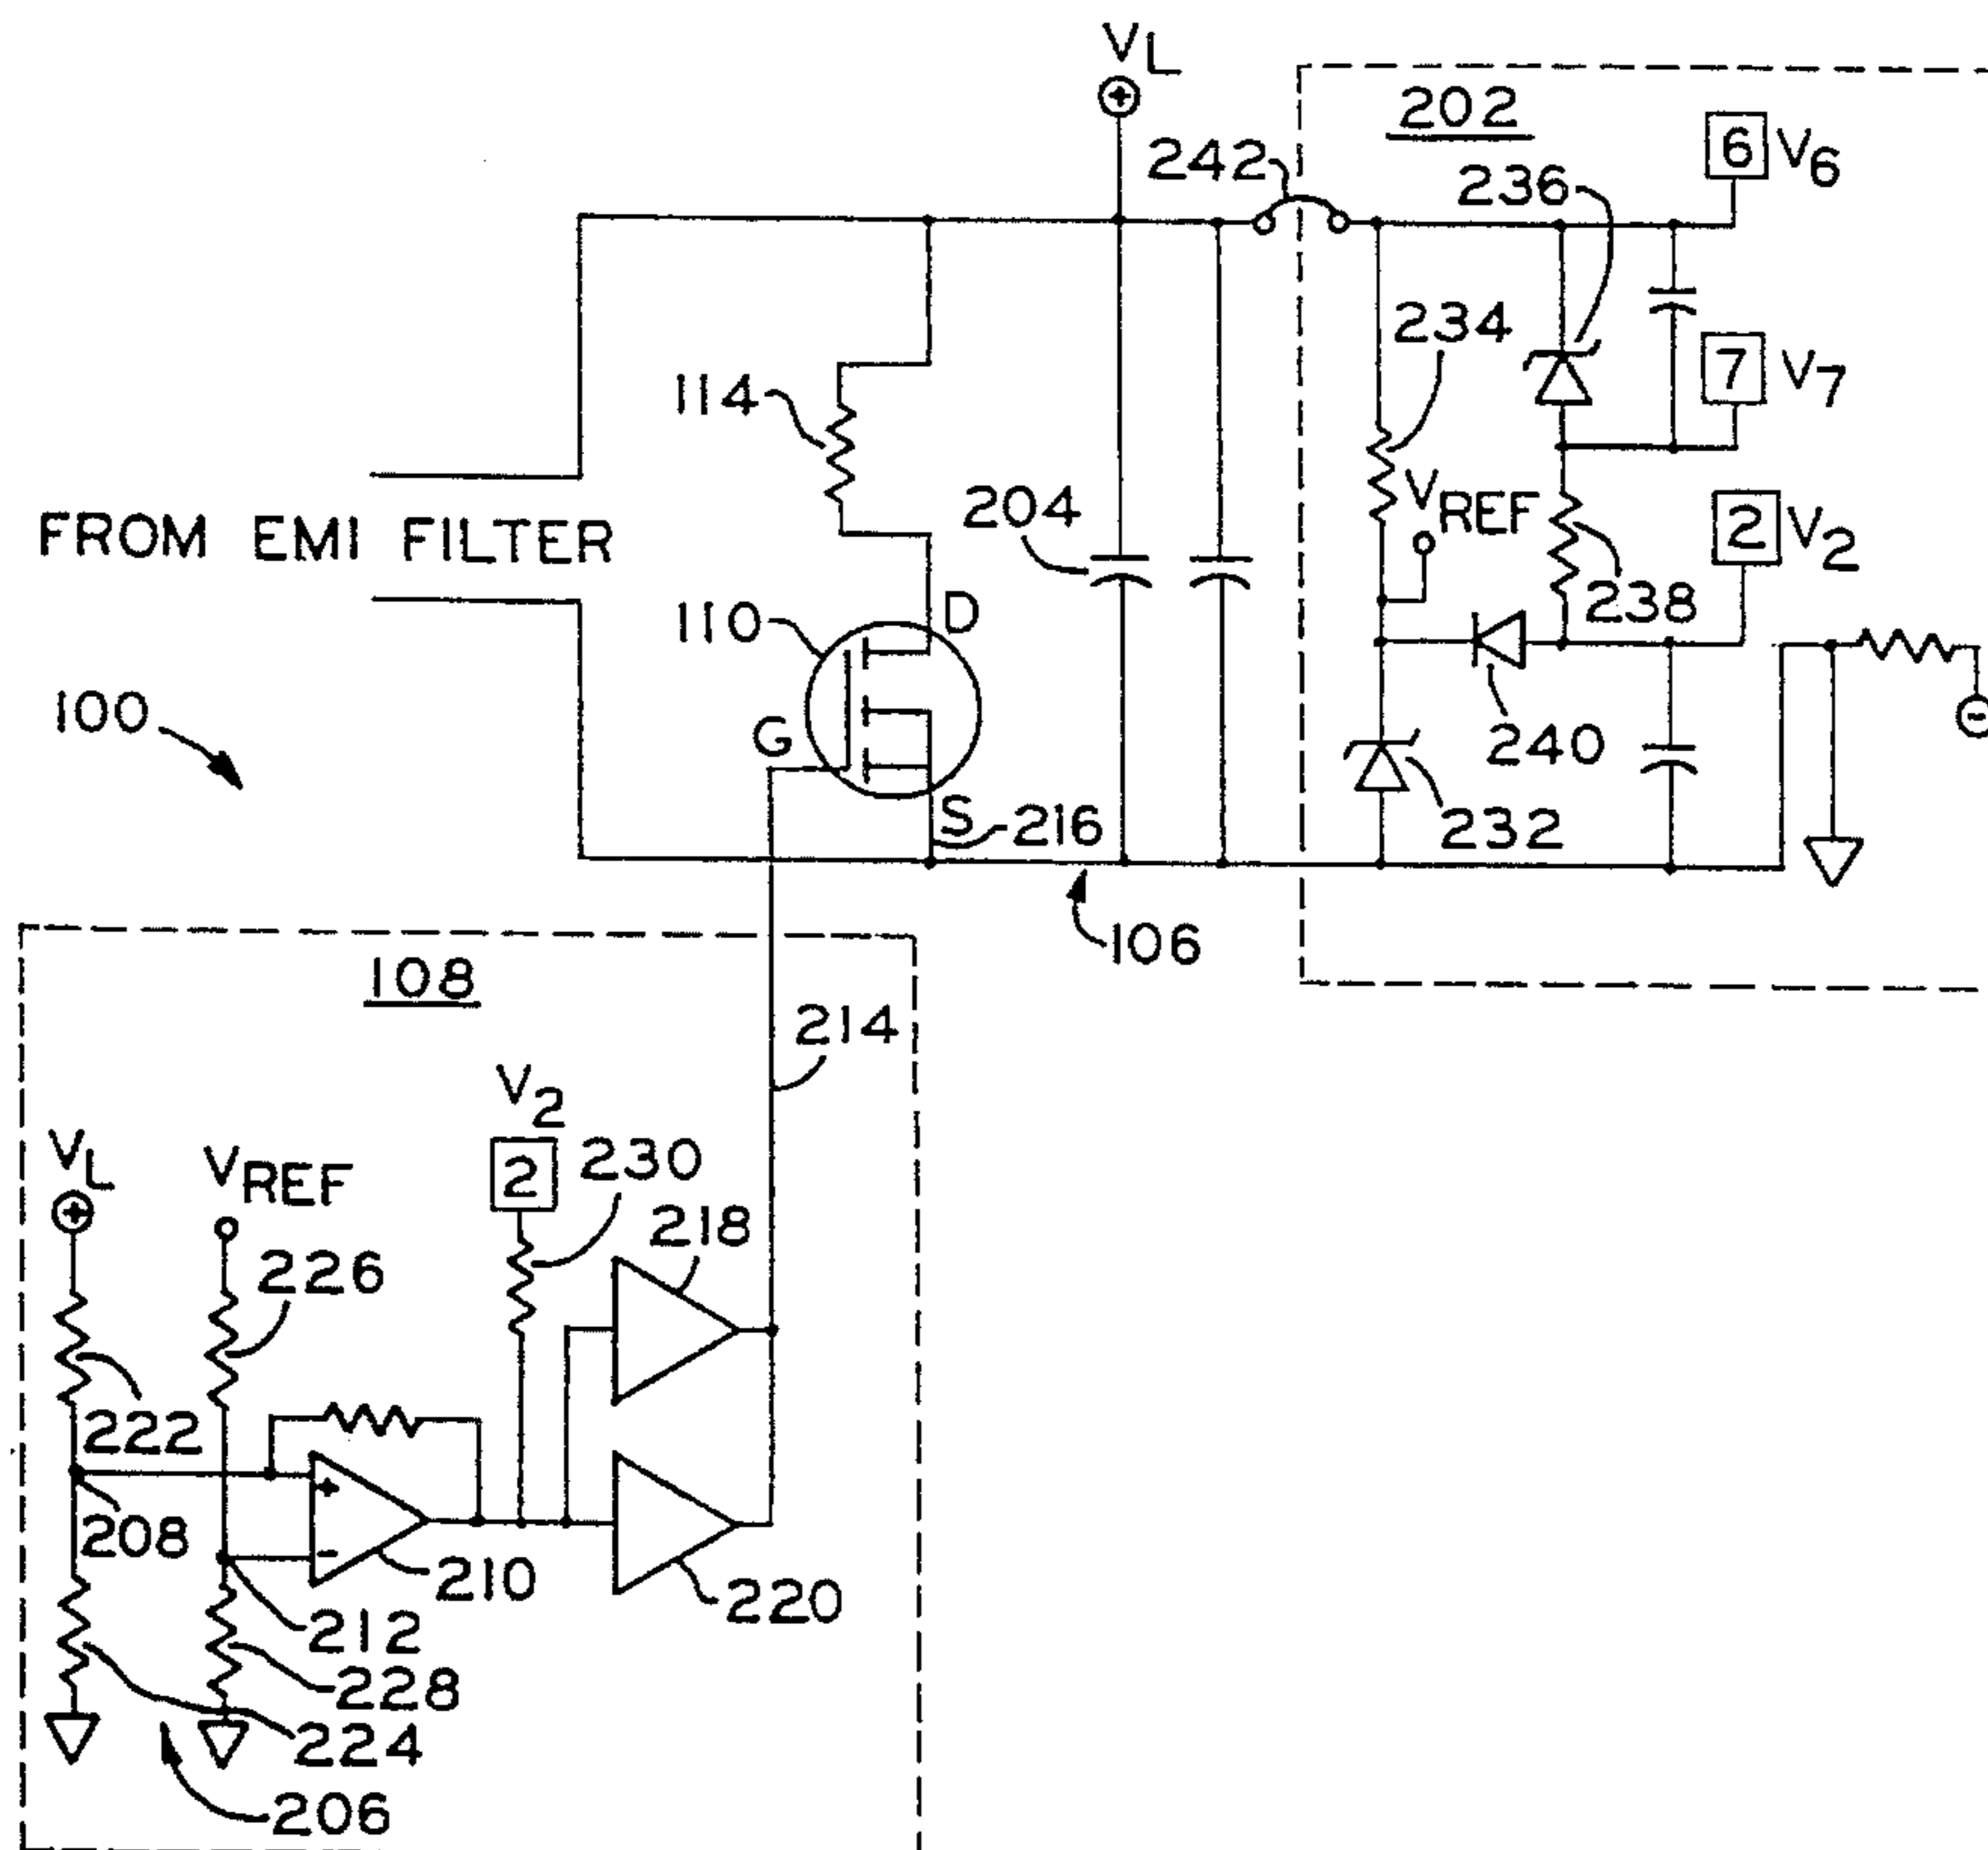 VL
202
6 V6
242
236
234
7 V7
114
VREF
204
2 V2
FROM EMI FILTER
238
110
D
100
G
240
S
216
232
-
106
108
214
V2
VL
VREF
2
230
+
218
226
222
+
208
-
210
220
212
228
224
206
+